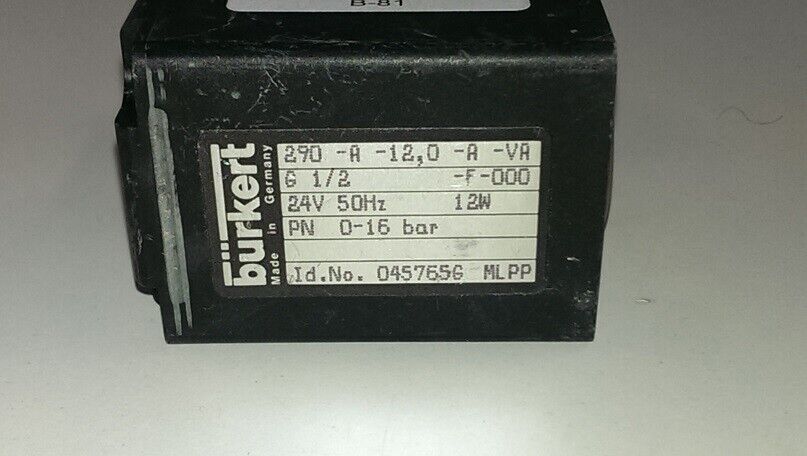 B-81
bürkert
Made in Germany
290 -A -12,0 -A -VA
G 1/2 -F-000
24V 50Hz 12W
PN 0-16 bar
Id.No. 045765G MLPP